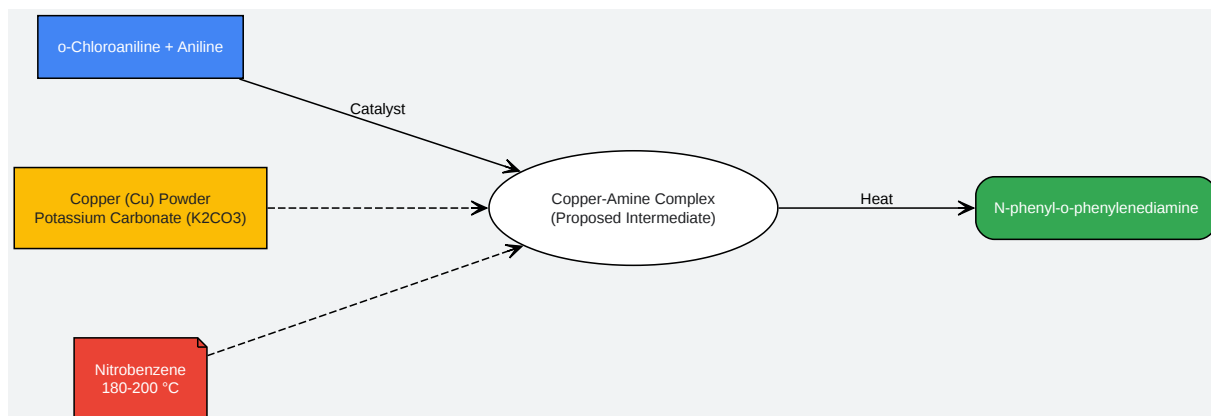 o-Chloroaniline + Aniline
Catalyst
Copper (Cu) Powder
Potassium Carbonate (K2CO3)
Copper-Amine Complex
(Proposed Intermediate)
Heat
N-phenyl-o-phenylenediamine
Nitrobenzene
180-200 °C